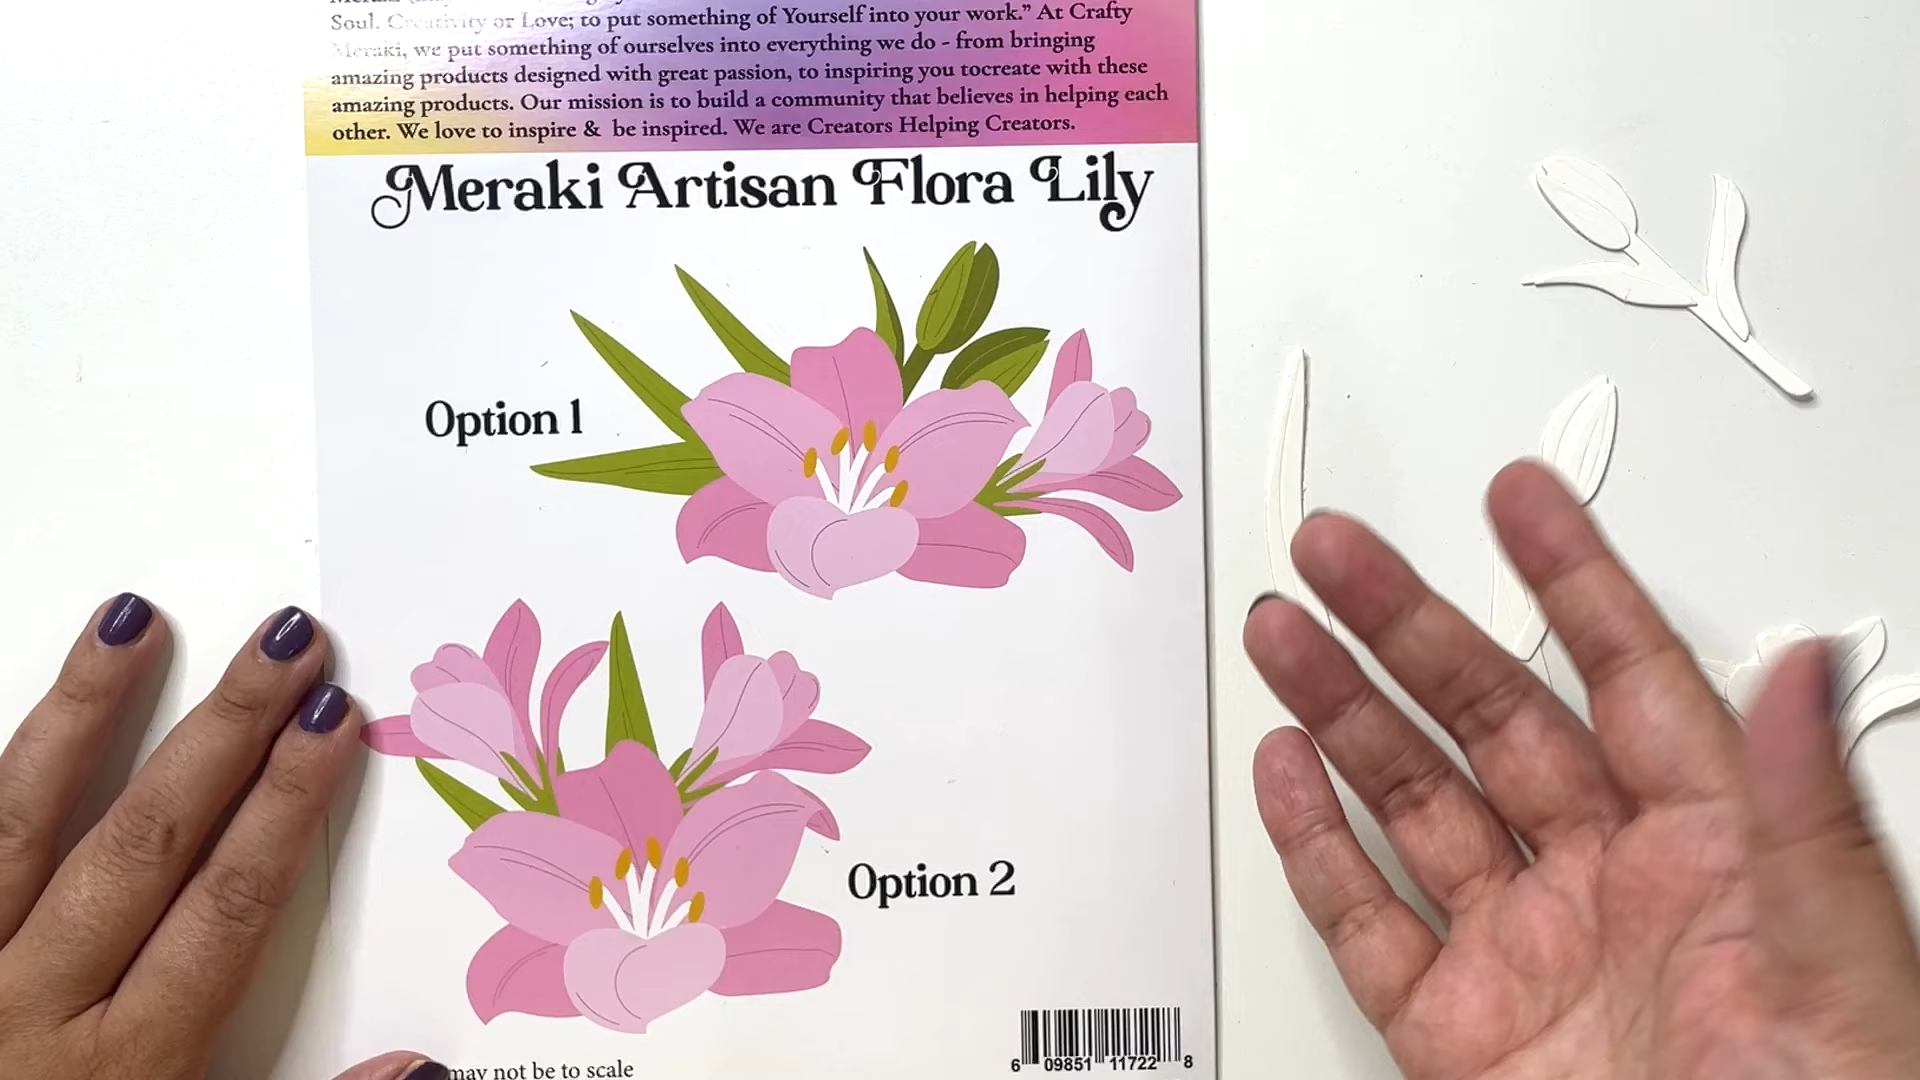 Soul. Creativity or Love; to put something of Yourself into your work.” At Crafty
Meraki, we put something of ourselves into everything we do - from bringing
amazing products designed with great passion, to inspiring you tocreate with these
amazing products. Our mission is to build a community that believes in helping each
other. We love to inspire & be inspired. We are Creators Helping Creators.
Meraki Artisan Flora Lily
Option 1
Option 2
may not be to scale
6 09851 11722 8